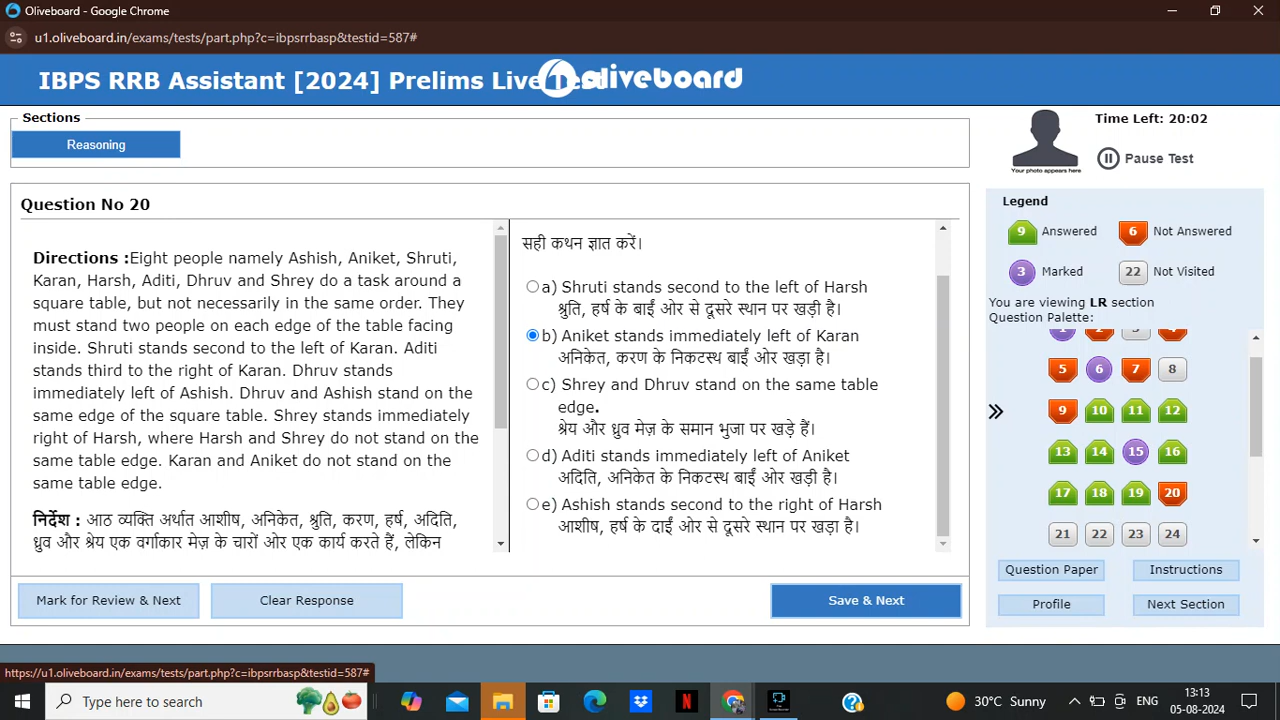 Oliveboard - Google Chrome
u1.oliveboard.in/exams/tests/part.php?c=ibpsrrbasp&testid=587#
IBPS RRB Assistant [2024] Prelims Live Test
oliveboard
Sections
Reasoning
Time Left: 20:02
Pause Test
Your photo appears here
Question No 20
Directions :Eight people namely Ashish, Aniket, Shruti,
Karan, Harsh, Aditi, Dhruv and Shrey do a task around a
square table, but not necessarily in the same order. They
must stand two people on each edge of the table facing
inside. Shruti stands second to the left of Karan. Aditi
stands third to the right of Karan. Dhruv stands
immediately left of Ashish. Dhruv and Ashish stand on the
same edge of the square table. Shrey stands immediately
right of Harsh, where Harsh and Shrey do not stand on the
same table edge. Karan and Aniket do not stand on the
same table edge.
निर्देश : आठ व्यक्ति अर्थात आशीष, अनिकेत, श्रुति, करण, हर्ष, अदिति,
ध्रुव और श्रेय एक वर्गाकार मेज़ के चारों ओर एक कार्य करते हैं, लेकिन
सही कथन ज्ञात करें।
a) Shruti stands second to the left of Harsh
श्रुति, हर्ष के बाईं ओर से दूसरे स्थान पर खड़ी है।
b) Aniket stands immediately left of Karan
अनिकेत, करण के निकटस्थ बाईं ओर खड़ा है।
c) Shrey and Dhruv stand on the same table
edge.
श्रेय और ध्रुव मेज़ के समान भुजा पर खड़े हैं।
d) Aditi stands immediately left of Aniket
अदिति, अनिकेत के निकटस्थ बाईं ओर खड़ी है।
e) Ashish stands second to the right of Harsh
आशीष, हर्ष के दाईं ओर से दूसरे स्थान पर खड़ा है।
Mark for Review & Next
Clear Response
Save & Next
Legend
9 Answered 6 Not Answered
3 Marked 22 Not Visited
You are viewing LR section
Question Palette:
1 2 3 4
5 6 7 8
9 10 11 12
13 14 15 16
17 18 19 20
21 22 23 24
Question Paper Instructions
Profile Next Section
https://u1.oliveboard.in/exams/tests/part.php?c=ibpsrrbasp&testid=587#
Type here to search
30°C Sunny
ENG
13:13
05-08-2024